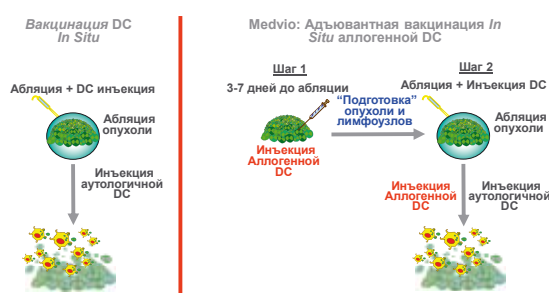 Вакцинация DC
In Situ
Абляция + DC инъекция
Абляция
опухоли
Инъекция
аутологичной
DC
Medvio: Адъювантная вакцинация In
Situ аллогенной DC
Шаг 1
3-7 дней до абляции
Инъекция
Аллогенной
DC
“Подготовка”
опухоли и
лимфоузлов
Шаг 2
Абляция + Инъекция DC
Абляция
опухоли
Инъекция
Аллогенной
DC
Инъекция
аутологичной
DC